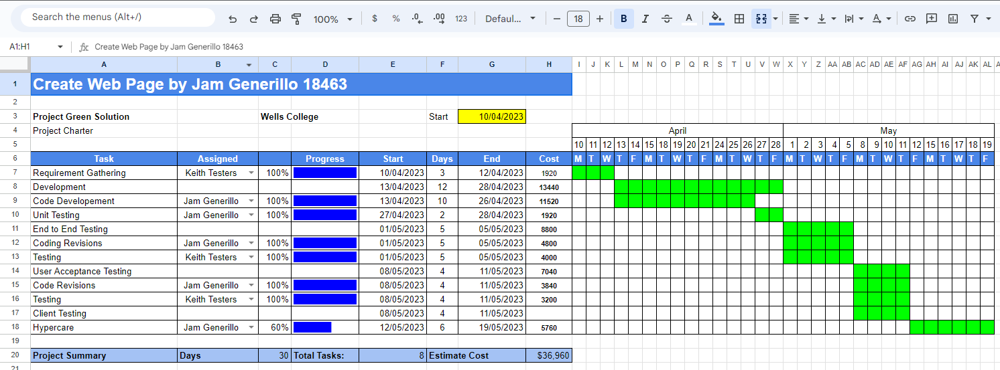 Search the menus (Alt+/) 100% $ % .0 .00 123 Defaul... − 18 + B I S A A
A1:H1 fx Create Web Page by Jam Generillo 18463
A B C D E F G H I J K L M N O P Q R S T U V W X Y Z AA AB AC AD AE AF AG AH AI AJ AK AL
1 Create Web Page by Jam Generillo 18463
2
3 Project Green Solution Wells College Start 10/04/2023
4 Project Charter April May
5 10 11 12 13 14 15 18 19 20 21 24 25 26 27 28 1 2 3 4 5 8 9 10 11 12 15 16 17 18 19
6 Task Assigned Progress Start Days End Cost M T W T F M T W T F M T W T F M T W T F M T W T F M T W T F
7 Requirement Gathering Keith Testers 100% 10/04/2023 3 12/04/2023 1920
8 Development 13/04/2023 12 28/04/2023 13440
9 Code Developement Jam Generillo 100% 13/04/2023 10 26/04/2023 11520
10 Unit Testing Jam Generillo 100% 27/04/2023 2 28/04/2023 1920
11 End to End Testing 01/05/2023 5 05/05/2023 8800
12 Coding Revisions Jam Generillo 100% 01/05/2023 5 05/05/2023 4800
13 Testing Keith Testers 100% 01/05/2023 5 05/05/2023 4000
14 User Acceptance Testing 08/05/2023 4 11/05/2023 7040
15 Code Revisions Jam Generillo 100% 08/05/2023 4 11/05/2023 3840
16 Testing Keith Testers 100% 08/05/2023 4 11/05/2023 3200
17 Client Testing 08/05/2023 4 11/05/2023
18 Hypercare Jam Generillo 60% 12/05/2023 6 19/05/2023 5760
19
20 Project Summary Days 30 Total Tasks: 8 Estimate Cost $36,960
21